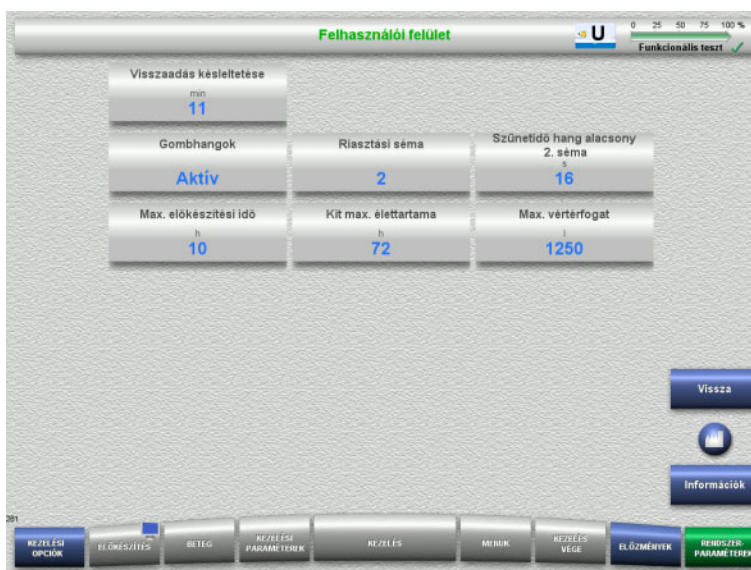 Felhasználói felület
U
0 25 50 75 100 %
Funkcionális teszt
Visszaadás késleltetése
min
11
Gombhangok
Aktív
Riasztási séma
2
Szünetidő hang alacsony
2. séma
s
16
Max. előkészítési idő
h
10
Kit max. élettartama
h
72
Max. vértérfogat
l
1250
Vissza
Információk
281
KEZELÉSI
OPCIÓK
ELŐKÉSZÍTÉS
BETEG
KEZELÉSI
PARAMÉTEREK
KEZELÉS
MENÜK
KEZELÉS
VÉGE
ELŐZMÉNYEK
RENDSZER-
PARAMÉTEREK